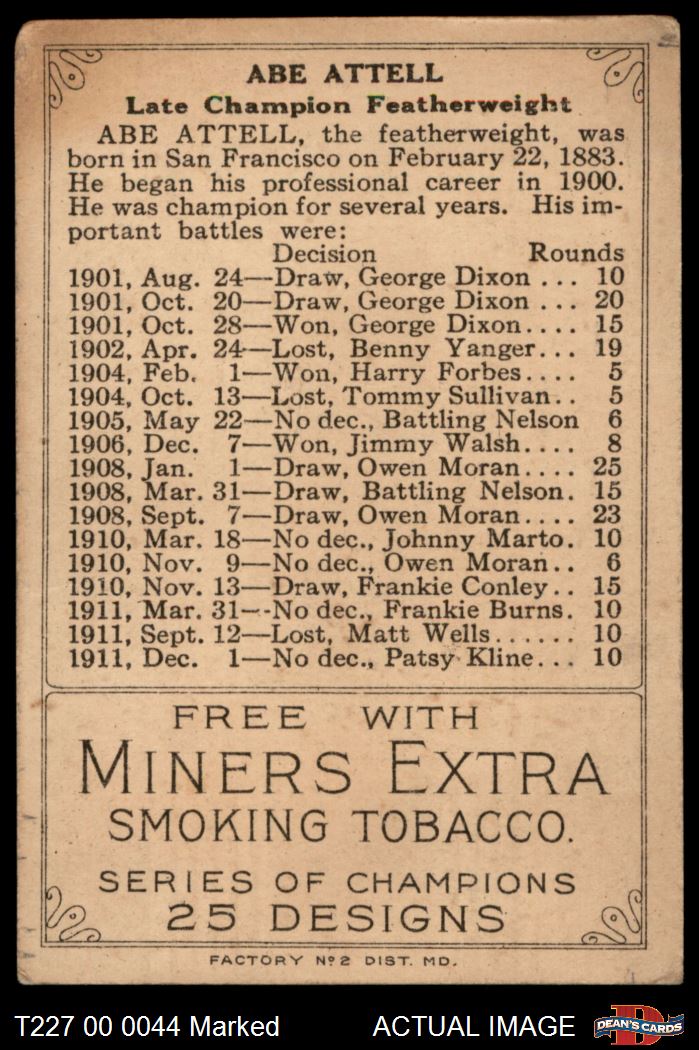 ABE ATTELL
Late Champion Featherweight
ABE ATTELL, the featherweight, was
born in San Francisco on February 22, 1883.
He began his professional career in 1900.
He was champion for several years. His im-
portant battles were:
Decision Rounds
1901, Aug. 24—Draw, George Dixon ... 10
1901, Oct. 20—Draw, George Dixon ... 20
1901, Oct. 28—Won, George Dixon.... 15
1902, Apr. 24—Lost, Benny Yanger... 19
1904, Feb. 1—Won, Harry Forbes.... 5
1904, Oct. 13—Lost, Tommy Sullivan.. 5
1905, May 22—No dec., Battling Nelson 6
1906, Dec. 7—Won, Jimmy Walsh.... 8
1908, Jan. 1—Draw, Owen Moran.... 25
1908, Mar. 31—Draw, Battling Nelson. 15
1908, Sept. 7—Draw, Owen Moran.... 23
1910, Mar. 18—No dec., Johnny Marto. 10
1910, Nov. 9—No dec., Owen Moran.. 6
1910, Nov. 13—Draw, Frankie Conley.. 15
1911, Mar. 31--No dec., Frankie Burns. 10
1911, Sept. 12—Lost, Matt Wells...... 10
1911, Dec. 1—No dec., Patsy Kline... 10
FREE WITH
MINERS EXTRA
SMOKING TOBACCO.
SERIES OF CHAMPIONS
25 DESIGNS
FACTORY Nº 2 DIST. MD.
T227 00 0044 Marked ACTUAL IMAGE
D
DEAN'S CARDS